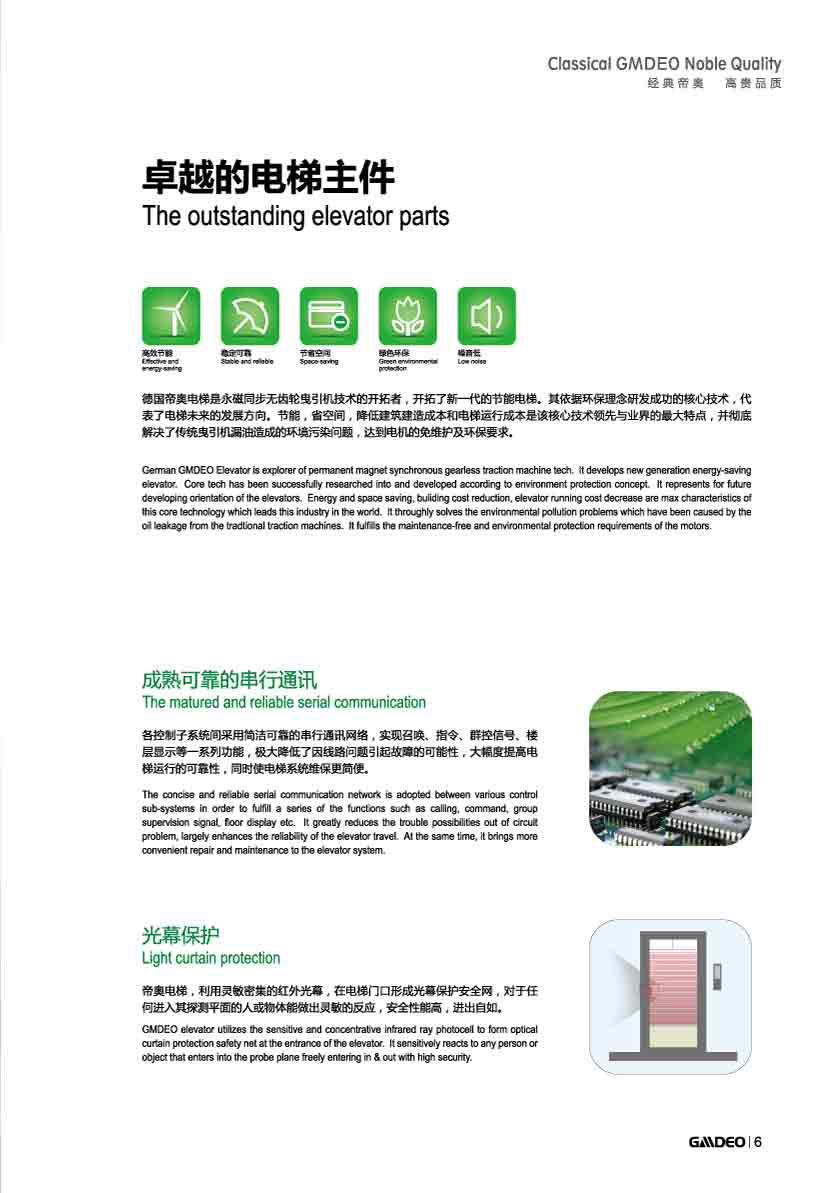 Classical GMDEO Noble Quality
经典帝奥 高贵品质
卓越的电梯主件
The outstanding elevator parts
高效节能
Effective and
energy-saving
稳定可靠
Stable and reliable
节省空间
Space-saving
绿色环保
Green environmental
protection
噪音低
Low noise
德国帝奥电梯是永磁同步无齿轮曳引机技术的开拓者，开拓了新一代的节能电梯。其依据环保理念研发成功的核心技术，代
表了电梯未来的发展方向。节能，省空间，降低建筑建造成本和电梯运行成本是该核心技术领先与业界的最大特点，并彻底
解决了传统曳引机漏油造成的环境污染问题，达到电机的免维护及环保要求。
German GMDEO Elevator is explorer of permanent magnet synchronous gearless traction machine tech. It develops new generation energy-saving
elevator. Core tech has been successfully researched into and developed according to environment protection concept. It represents for future
developing orientation of the elevators. Energy and space saving, buliding cost reduction, elevator running cost decrease are max characteristics of
this core technology which leads this industry in the world. It throughly solves the environmental pollution problems which have been caused by the
oil leakage from the tradtional traction machines. It fulfills the maintenance-free and environmental protection requirements of the motors.
成熟可靠的串行通讯
The matured and reliable serial communication
各控制子系统间采用简洁可靠的串行通讯网络，实现召唤、指令、群控信号、楼
层显示等一系列功能，极大降低了因线路问题引起故障的可能性，大幅度提高电
梯运行的可靠性，同时使电梯系统维保更简便。
The concise and reliable serial communication network is adopted between various control
sub-systems in order to fulfill a series of the functions such as calling, command, group
supervision signal, floor display etc. It greatly reduces the trouble possibilities out of circuit
problem, largely enhances the reliability of the elevator travel. At the same time, it brings more
convenient repair and maintenance to the elevator system.
光幕保护
Light curtain protection
帝奥电梯，利用灵敏密集的红外光幕，在电梯门口形成光幕保护安全网，对于任
何进入其探测平面的人或物体能做出灵敏的反应，安全性能高，进出自如。
GMDEO elevator utilizes the sensitive and concentrative infrared ray photocell to form optical
curtain protection safety net at the entrance of the elevator. It sensitively reacts to any person or
object that enters into the probe plane freely entering in & out with high security.
GMDEO | 6